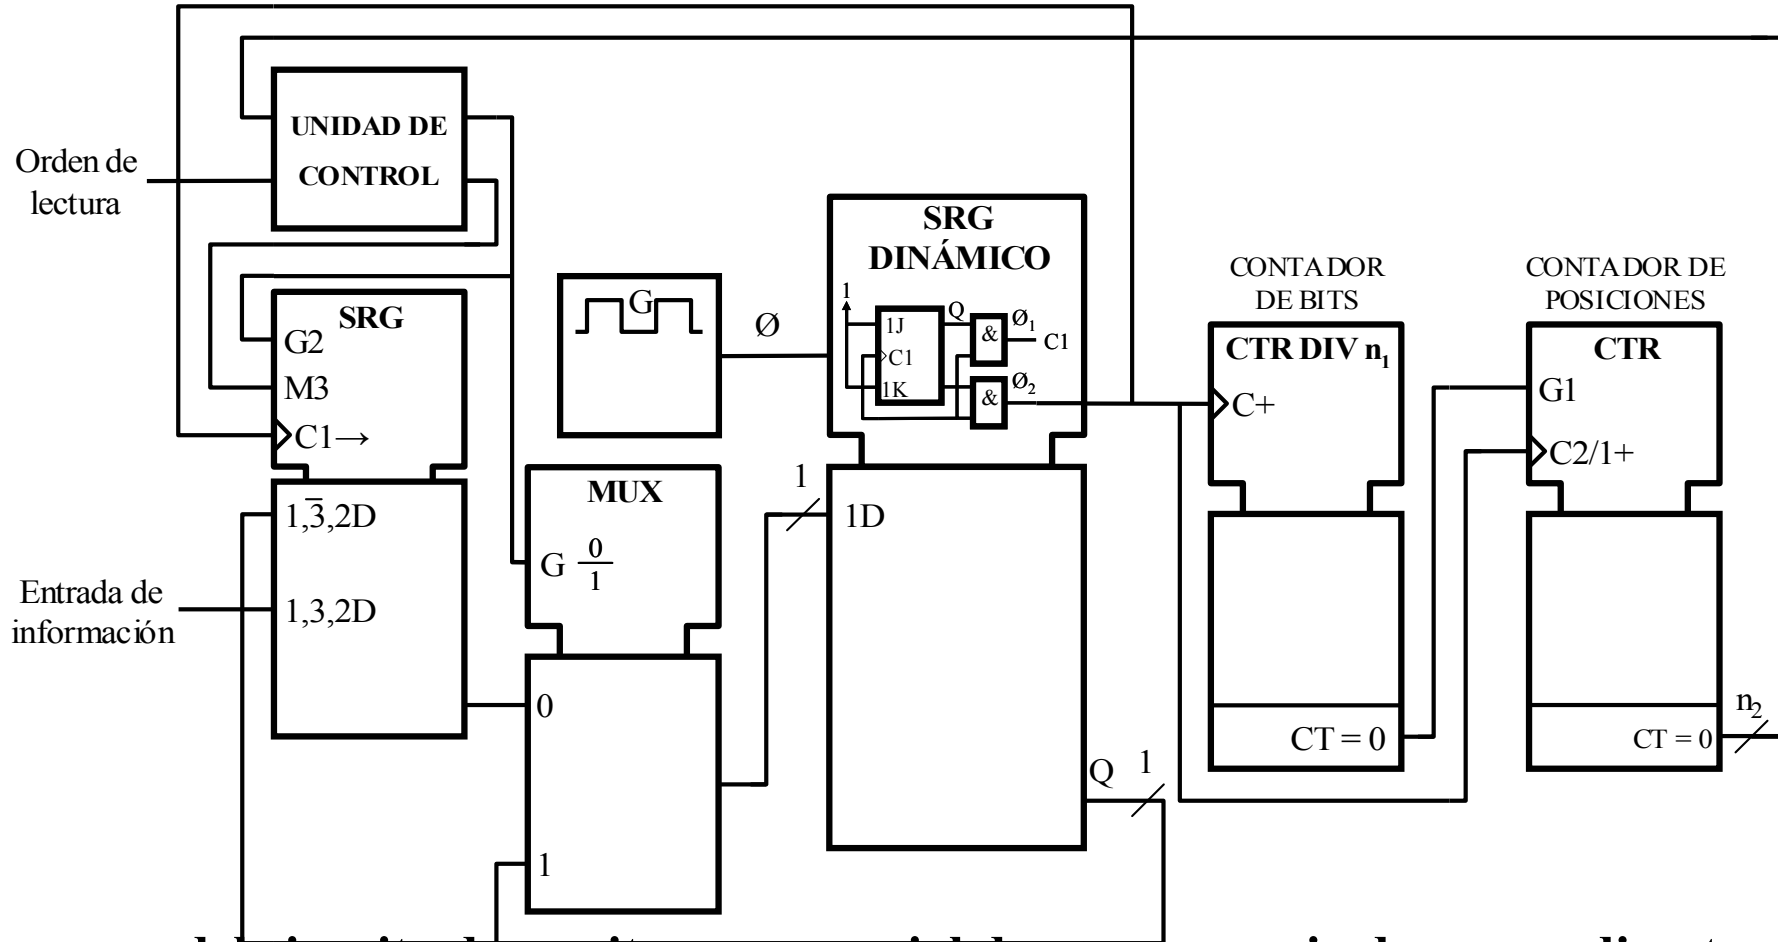 UNIDAD DE
CONTROL
Orden de
lectura
SRG
G2
M3
C1→
1,3̅,2D
1,3,2D
Entrada de
información
G
Ø
MUX
G 0/1
0
1
1
SRG
DINÁMICO
1
1J
C1
1K
Q
&
&
Ø₁
C1
Ø₂
1D
Q
1
CONTADOR
DE BITS
CTR DIV n₁
C+
CT = 0
CONTADOR DE
POSICIONES
CTR
G1
C2/1+
CT = 0
n₂